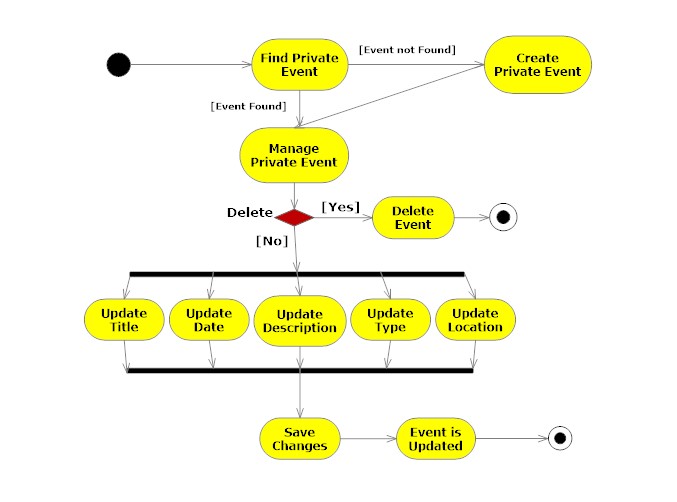 Find Private
Event
[Event not Found]
Create
Private Event
[Event Found]
Manage
Private Event
Delete
[Yes]
Delete
Event
[No]
Update
Title
Update
Date
Update
Description
Update
Type
Update
Location
Save
Changes
Event is
Updated